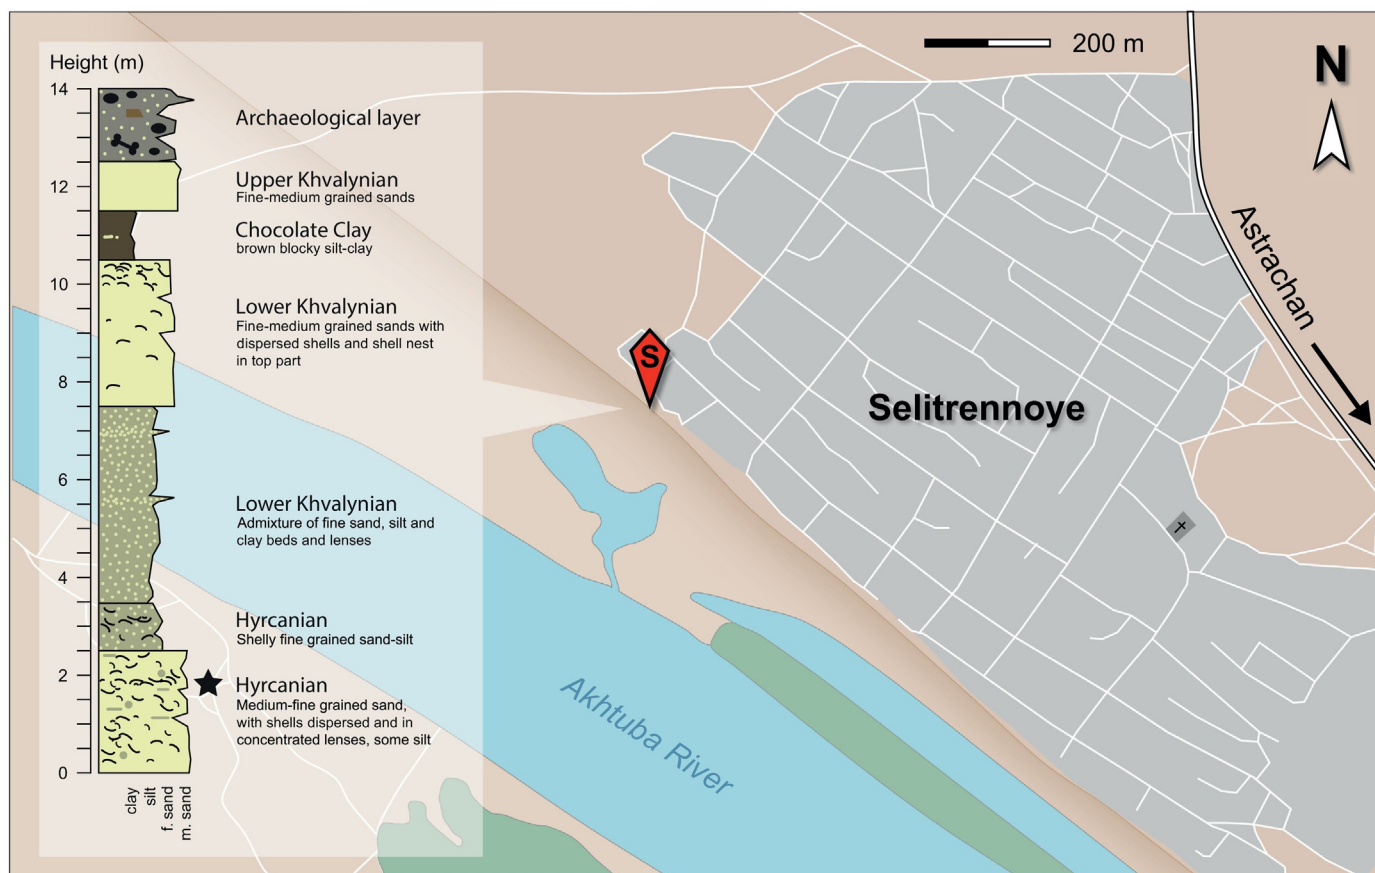 Height (m)
14
12
10
8
6
4
2
0
clay
silt
f. sand
m. sand
Archaeological layer
Upper Khvalynian
Fine-medium grained sands
Chocolate Clay
brown blocky silt-clay
Lower Khvalynian
Fine-medium grained sands with
dispersed shells and shell nest
in top part
Lower Khvalynian
Admixture of fine sand, silt and
clay beds and lenses
Hyrcanian
Shelly fine grained sand-silt
Hyrcanian
Medium-fine grained sand,
with shells dispersed and in
concentrated lenses, some silt
200 m
N
Astrachan
S
Selitrennoye
Akhtuba River